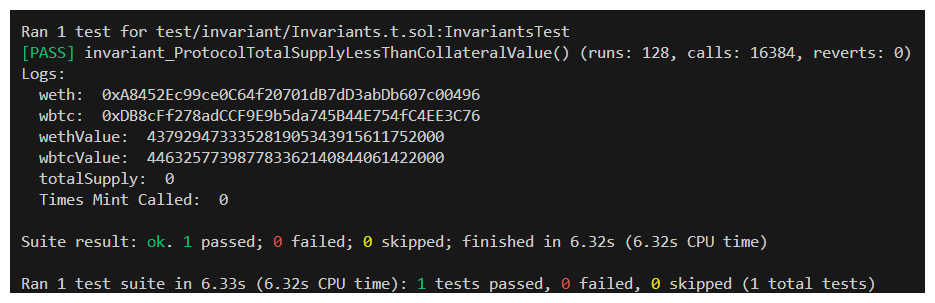 Ran 1 test for test/invariant/Invariants.t.sol:InvariantsTest
[PASS] invariant_ProtocolTotalSupplyLessThanCollateralValue() (runs: 128, calls: 16384, reverts: 0)
Logs:
weth: 0xA8452Ec99ce0C64f20701dB7dD3abDb607c00496
wbtc: 0xDB8cFf278adCCF9E9b5da745B44E754fC4EE3C76
wethValue: 437929473335281905343915611752000
wbtcValue: 446325773987783362140844061422000
totalSupply: 0
Times Mint Called: 0
Suite result: ok. 1 passed; 0 failed; 0 skipped; finished in 6.32s (6.32s CPU time)
Ran 1 test suite in 6.33s (6.32s CPU time): 1 tests passed, 0 failed, 0 skipped (1 total tests)